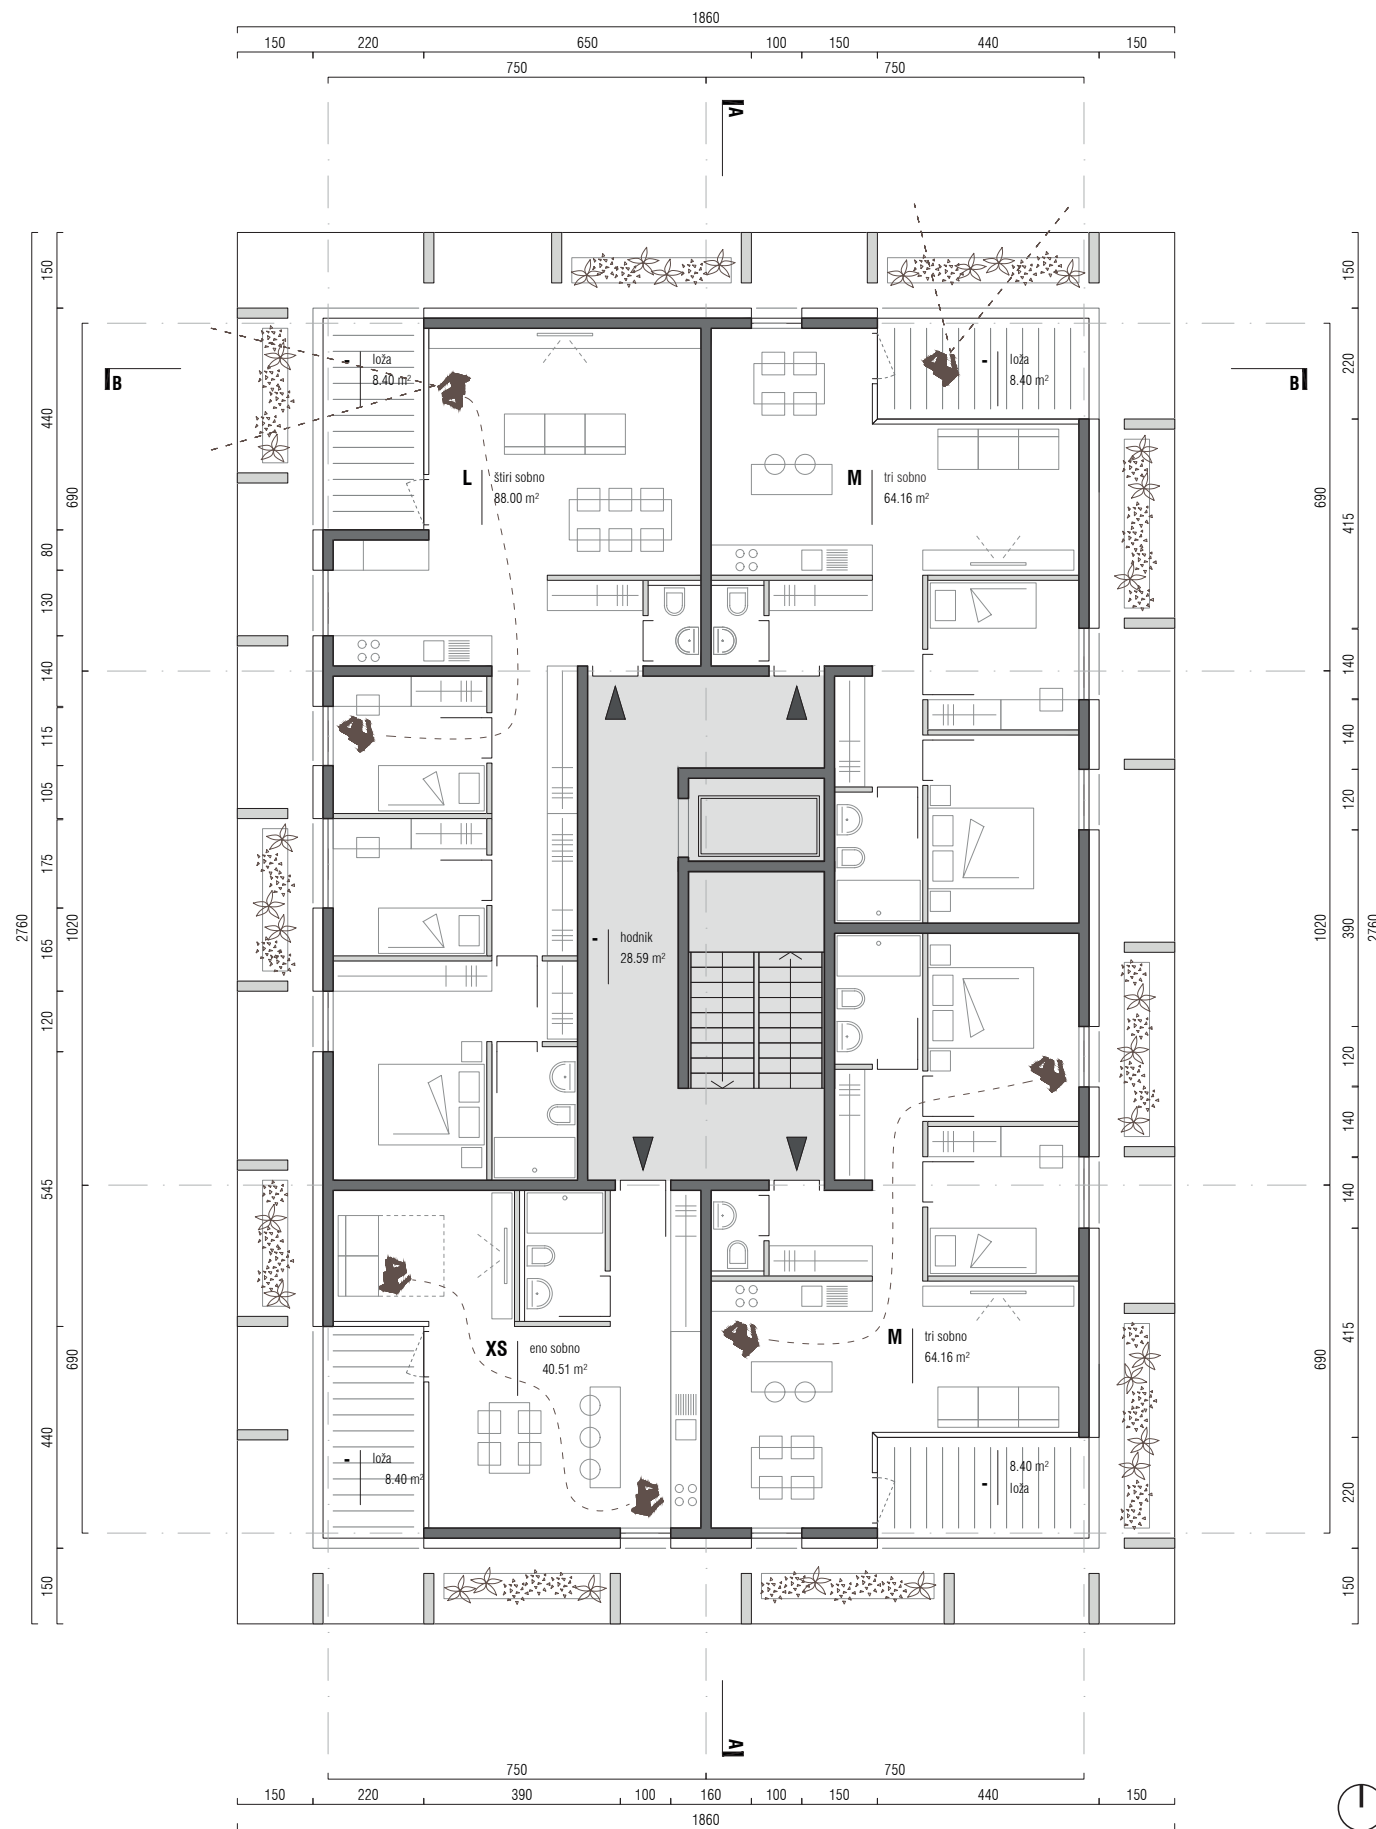 1860
150 220 650 100 150 440 150
750 750
A
B B
loža
8.40 m²
loža
8.40 m²
L štiri sobno
88.00 m²
M tri sobno
64.16 m²
hodnik
28.59 m²
XS eno sobno
40.51 m²
M tri sobno
64.16 m²
loža
8.40 m²
8.40 m²
loža
150
440
80
130
140
115
105
175
165
120
545
440
150
690
1020
690
2760
150
220
415
140
140
120
390
120
140
140
415
220
150
690
1020
690
2760
A
750 750
150 220 390 100 160 100 150 440 150
1860